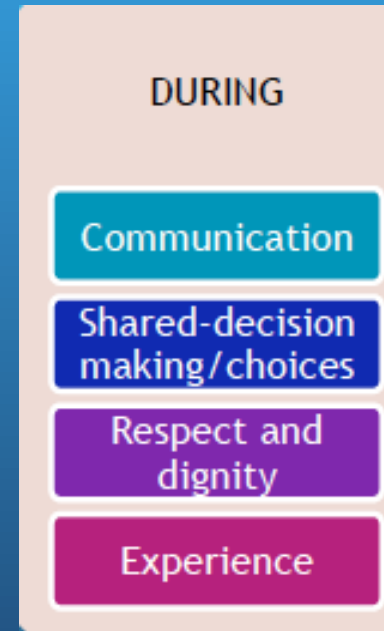 DURING
Communication
Shared-decision
making/choices
Respect and
dignity
Experience